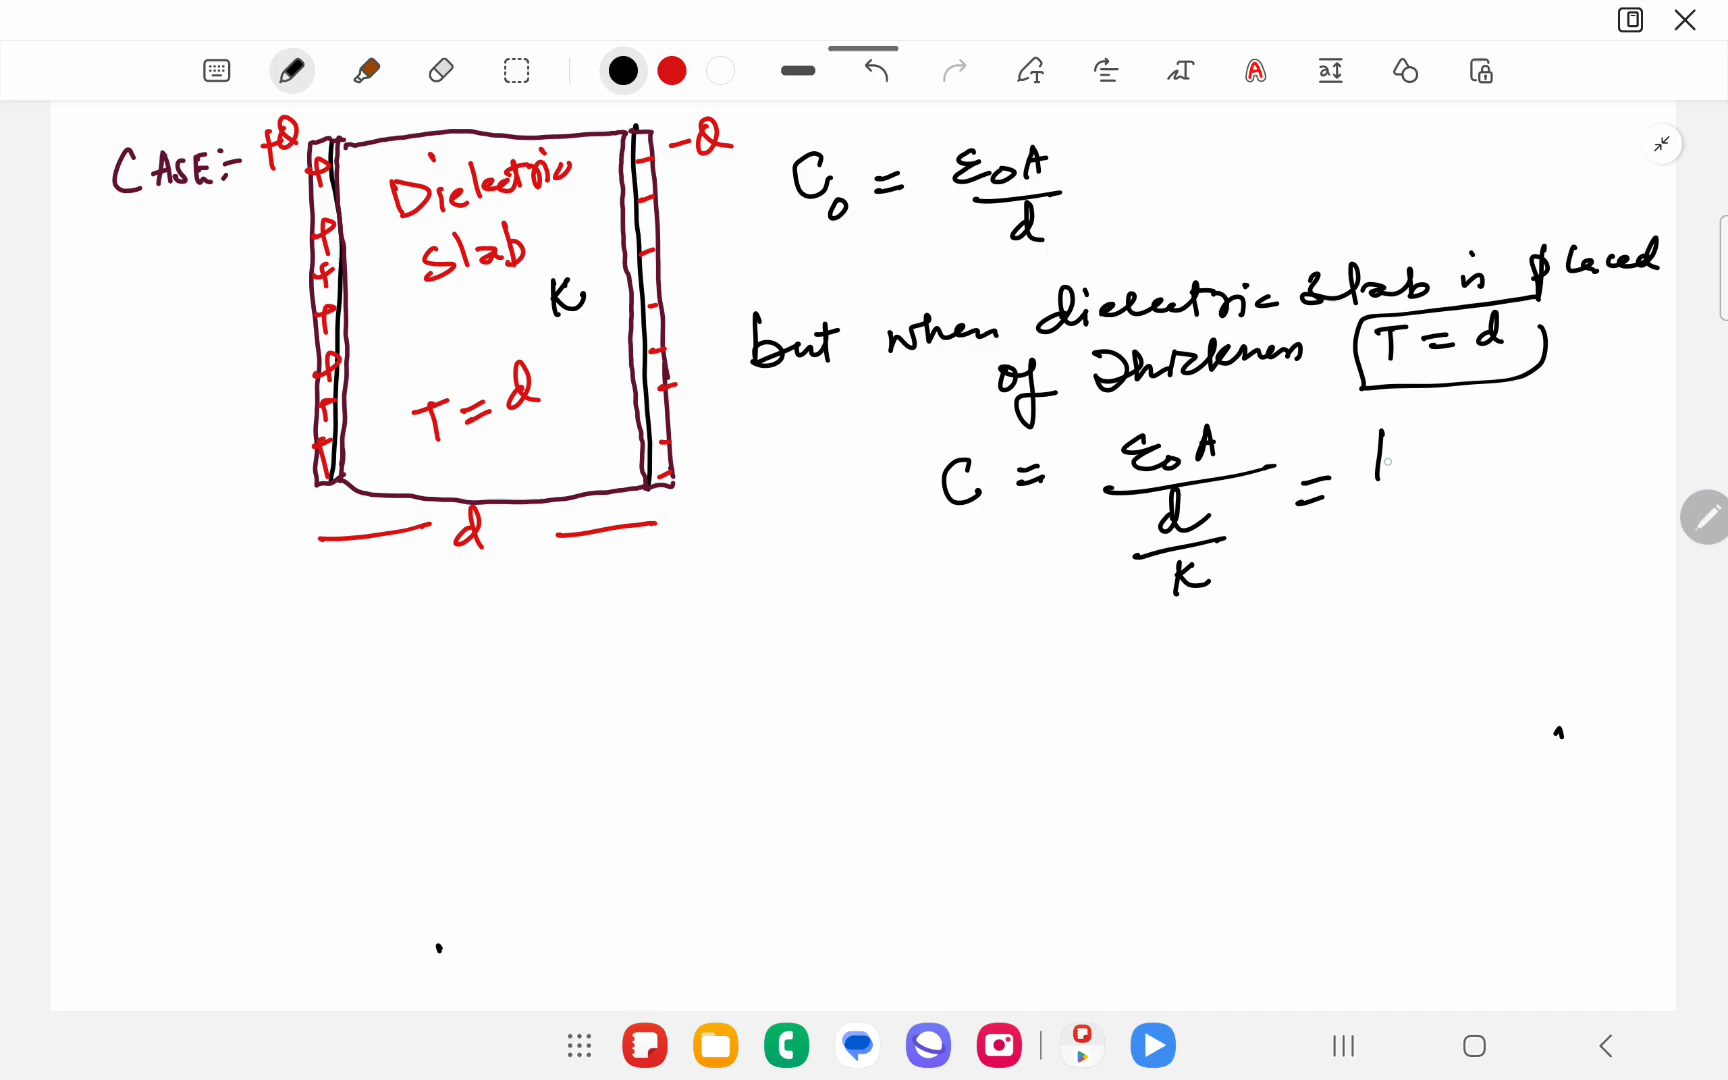 CASE:-
+Q
-Q
Dielectric
slab
K
T = d
d
C₀ = ε₀A/d
but when dielectric slab is placed
of Thickness T = d
C = ε₀A/(d/K) =